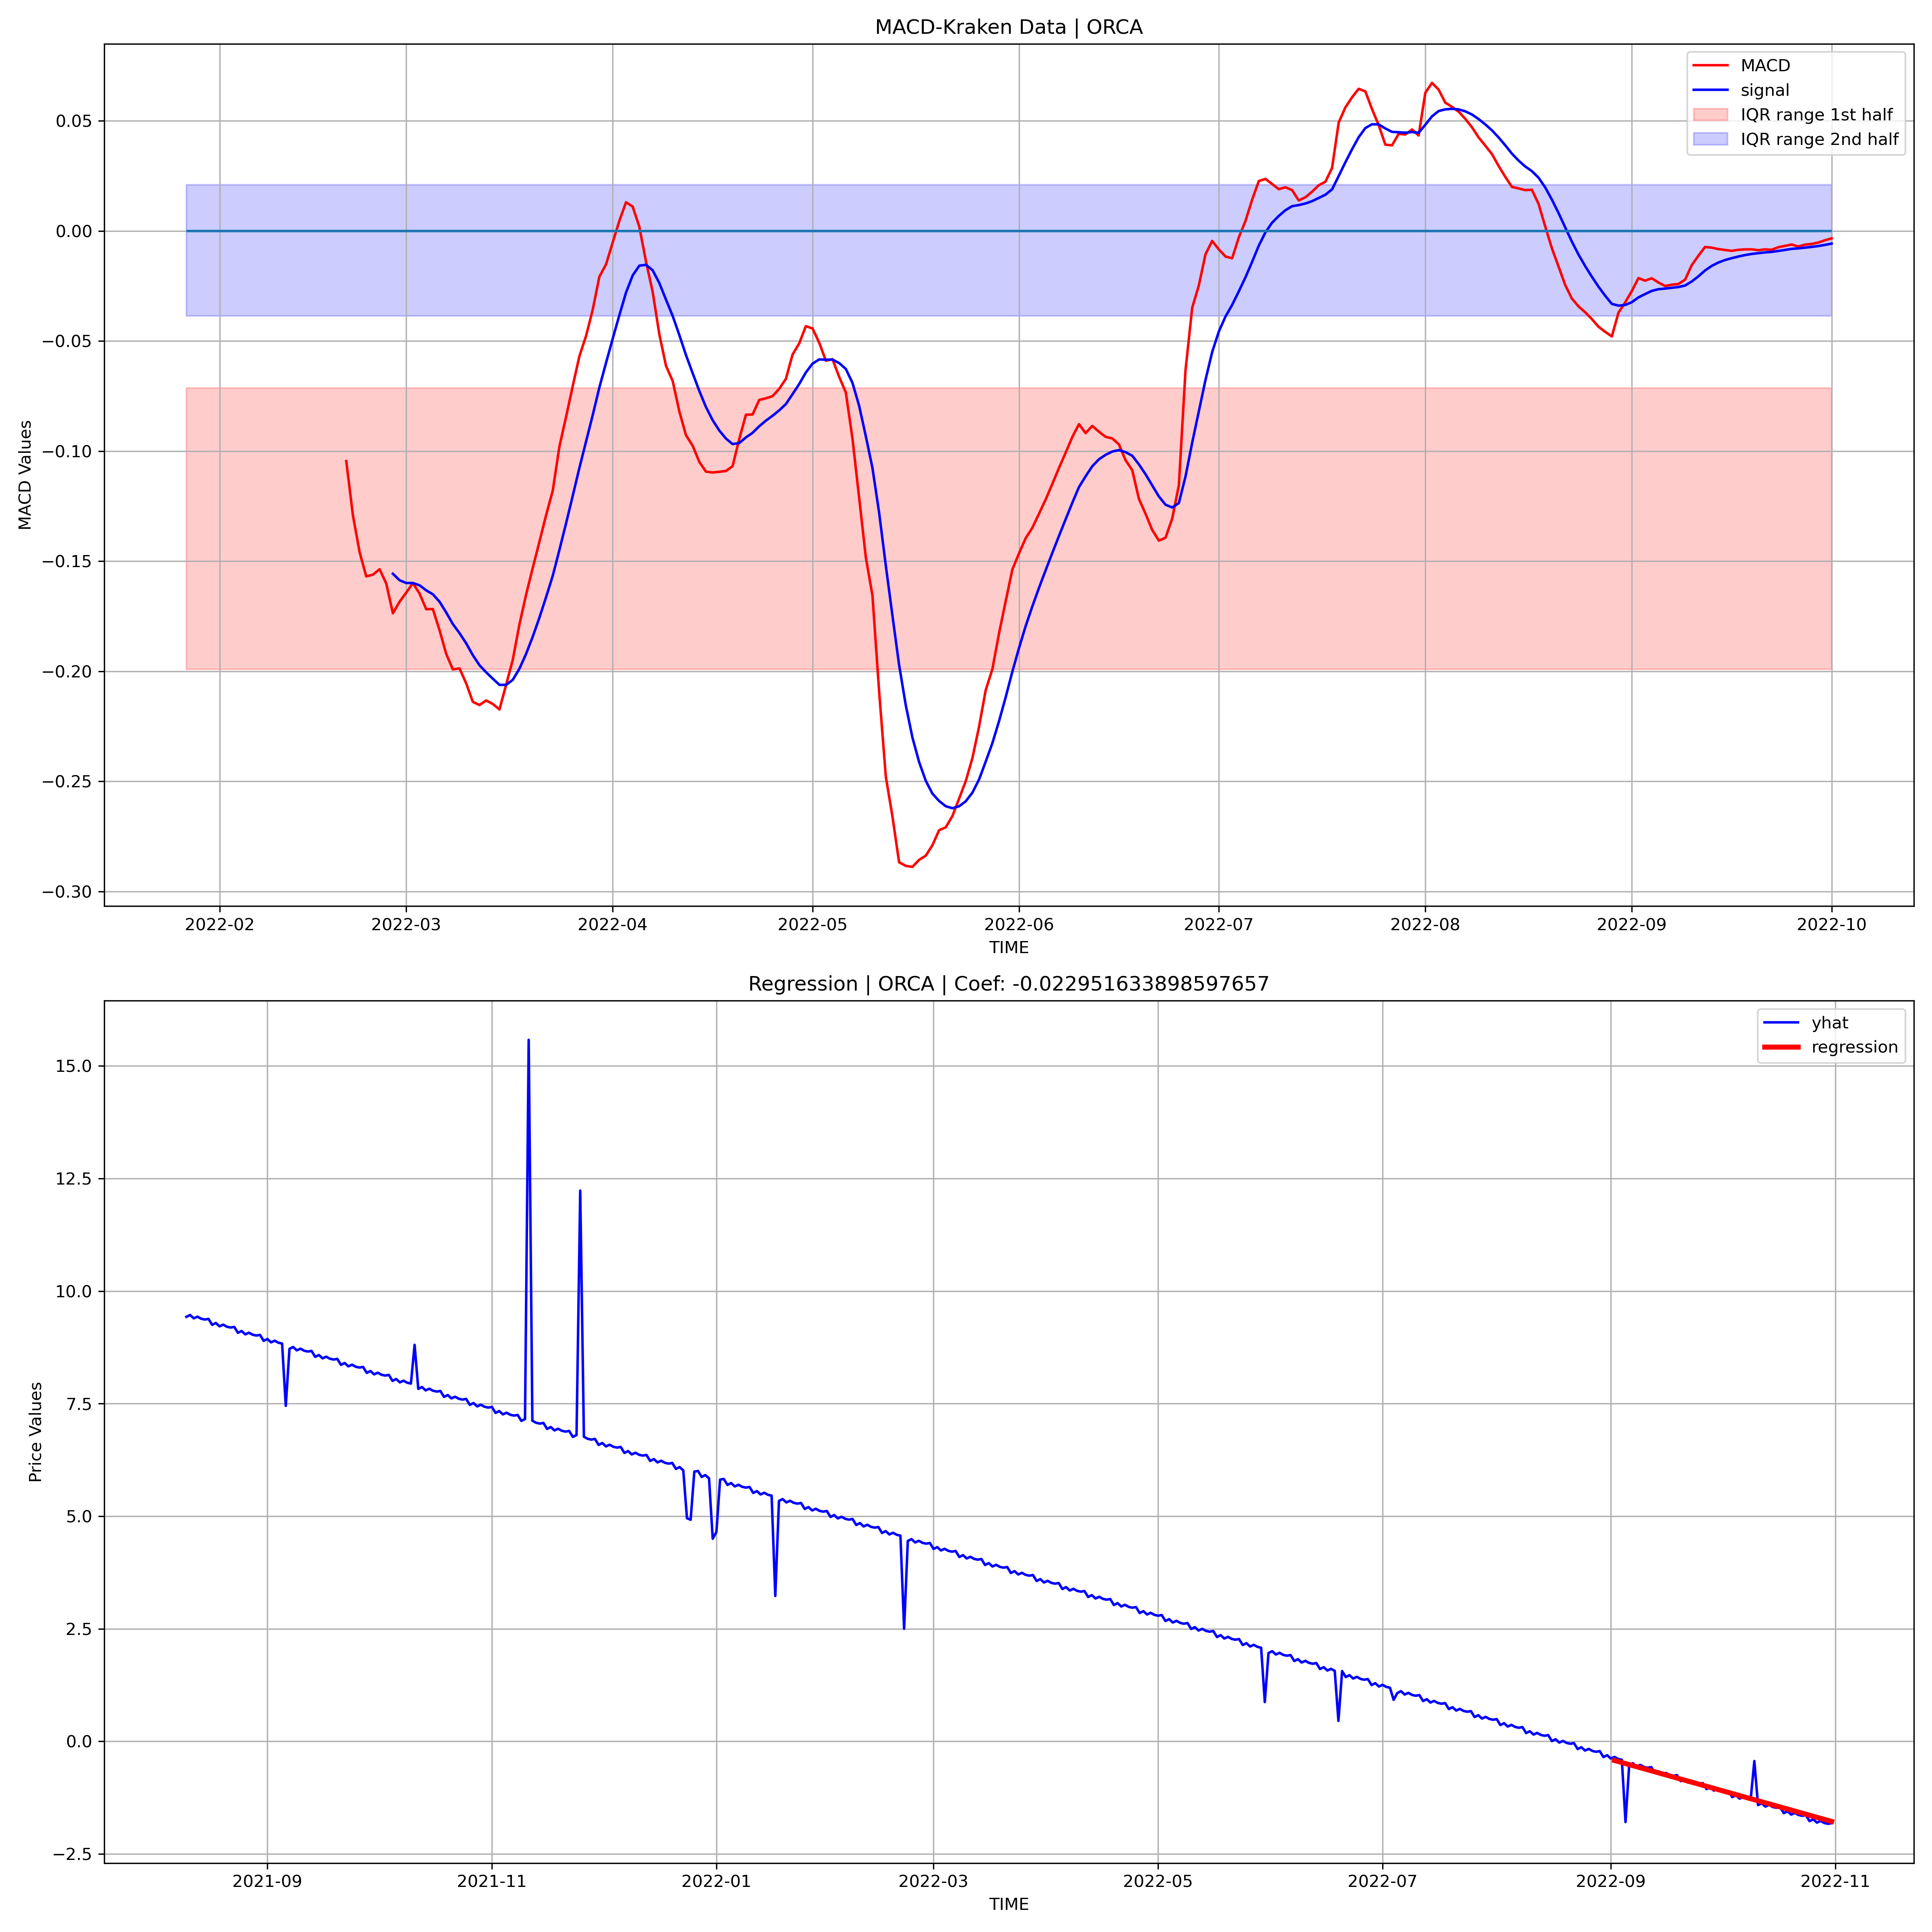 MACD-Kraken Data | ORCA
MACD
signal
IQR range 1st half
IQR range 2nd half
MACD Values
0.05
0.00
−0.05
−0.10
−0.15
−0.20
−0.25
−0.30
2022-02 2022-03 2022-04 2022-05 2022-06 2022-07 2022-08 2022-09 2022-10
TIME
Regression | ORCA | Coef: -0.022951633898597657
yhat
regression
Price Values
15.0
12.5
10.0
7.5
5.0
2.5
0.0
−2.5
2021-09 2021-11 2022-01 2022-03 2022-05 2022-07 2022-09 2022-11
TIME